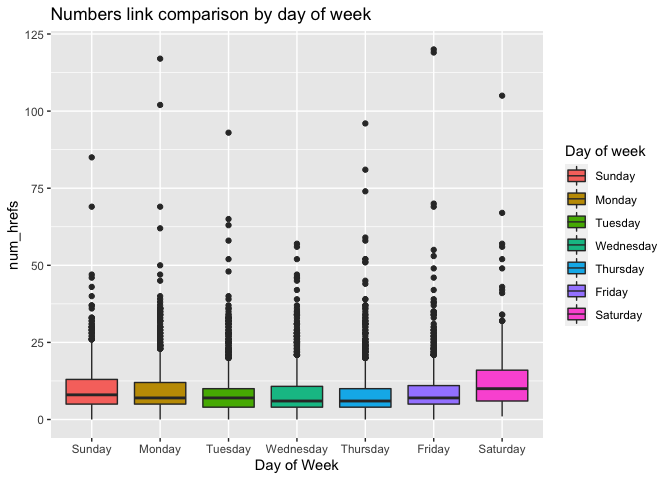 Numbers link comparison by day of week
num_hrefs
125
100
75
50
25
0
Sunday Monday Tuesday Wednesday Thursday Friday Saturday
Day of Week
Day of week
Sunday
Monday
Tuesday
Wednesday
Thursday
Friday
Saturday